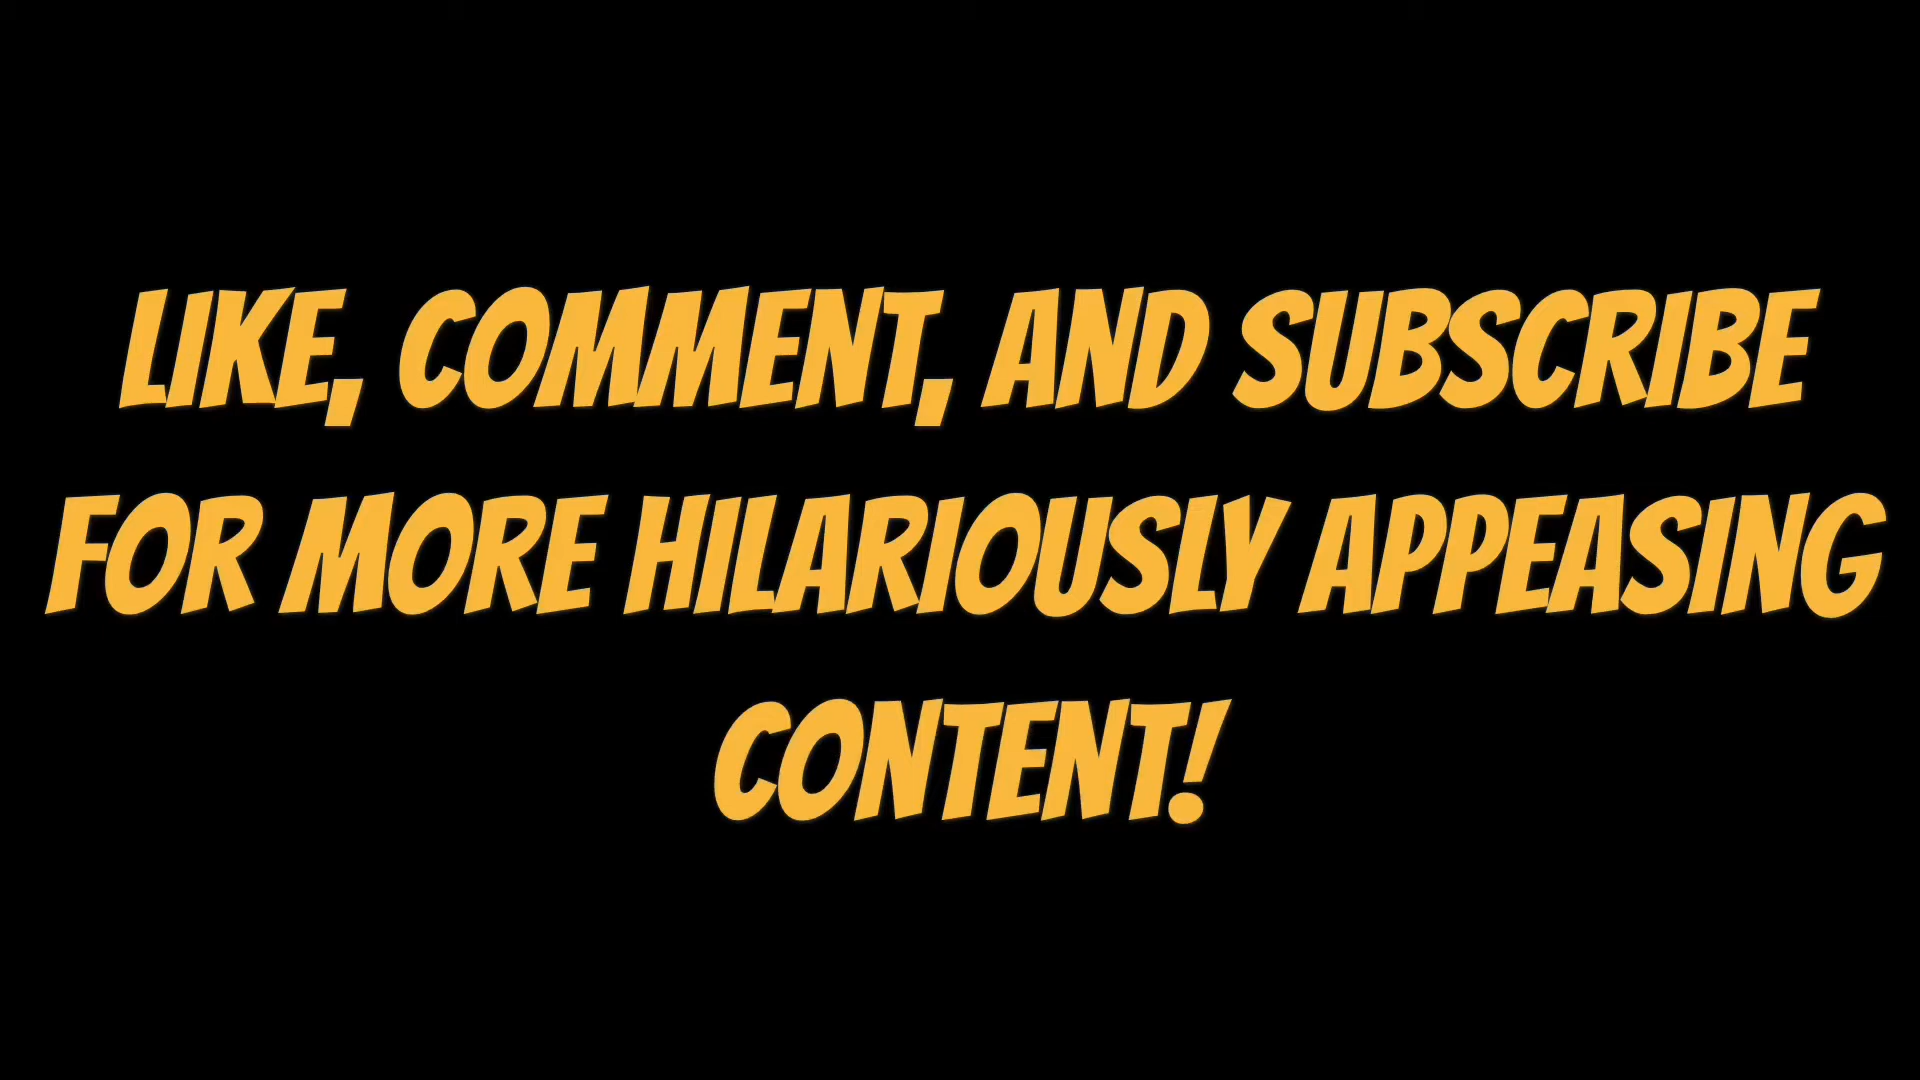 LIKE, COMMENT, AND SUBSCRIBE
FOR MORE HILARIOUSLY APPEASING
CONTENT!